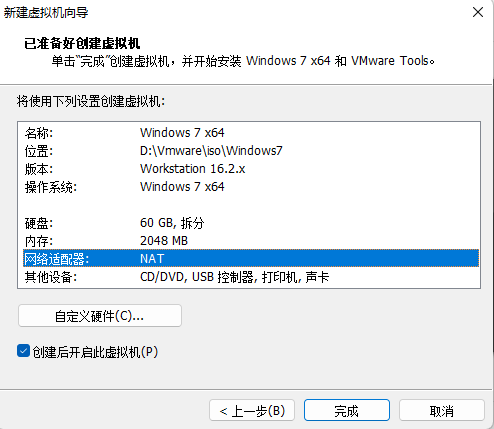 新建虚拟机向导
已准备好创建虚拟机
单击“完成”创建虚拟机，并开始安装 Windows 7 x64 和 VMware Tools。
将使用下列设置创建虚拟机:
名称: Windows 7 x64
位置: D:\Vmware\iso\Windows7
版本: Workstation 16.2.x
操作系统: Windows 7 x64
硬盘: 60 GB, 拆分
内存: 2048 MB
网络适配器: NAT
其他设备: CD/DVD, USB 控制器, 打印机, 声卡
自定义硬件(C)...
创建后开启此虚拟机(P)
< 上一步(B) 完成 取消